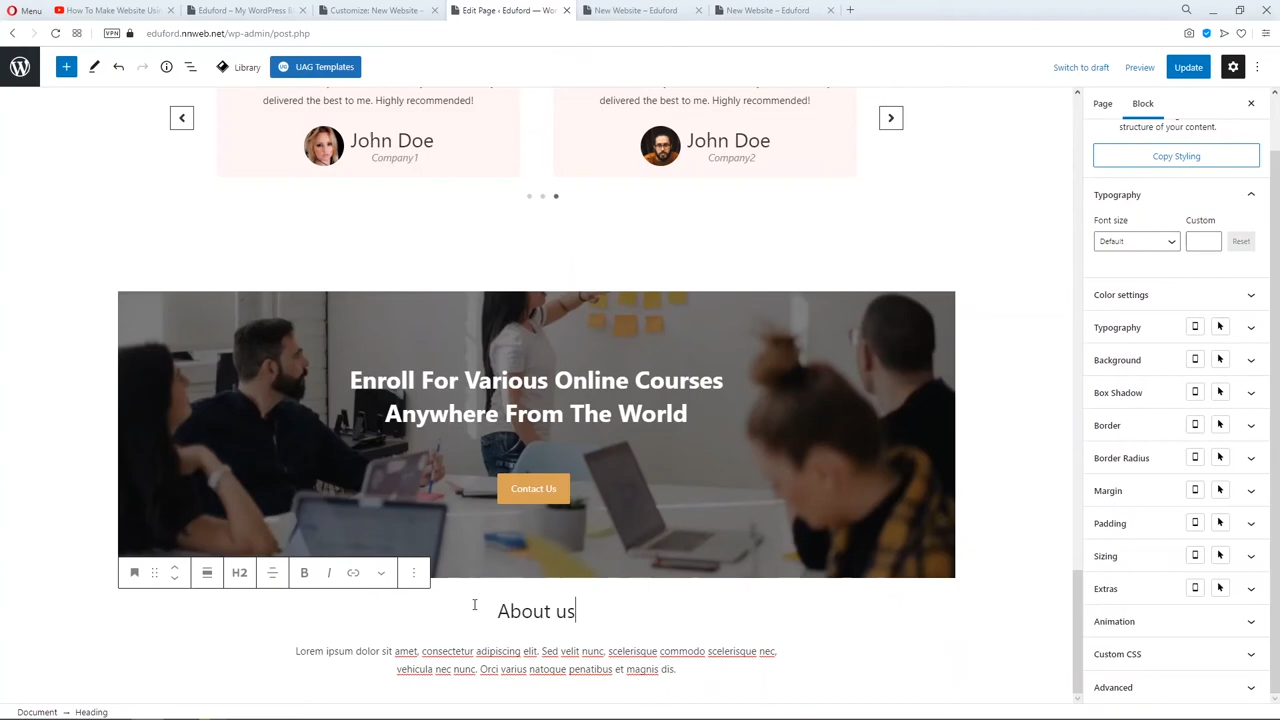 Menu
How To Make Website Usin
Eduford – My WordPress B
Customize: New Website –
Edit Page ‹ Eduford — Wor
New Website – Eduford
New Website – Eduford
VPN
eduford.nnweb.net/wp-admin/post.php
Library
UAG Templates
Switch to draft
Preview
Update
delivered the best to me. Highly recommended!
delivered the best to me. Highly recommended!
John Doe
Company1
John Doe
Company2
Enroll For Various Online Courses
Anywhere From The World
Contact Us
H2
B
I
About us
Lorem ipsum dolor sit amet, consectetur adipiscing elit. Sed velit nunc, scelerisque commodo scelerisque nec,
vehicula nec nunc. Orci varius natoque penatibus et magnis dis.
Page
Block
structure of your content.
Copy Styling
Typography
Font size
Custom
Default
Reset
Color settings
Typography
Background
Box Shadow
Border
Border Radius
Margin
Padding
Sizing
Extras
Animation
Custom CSS
Advanced
Document → Heading